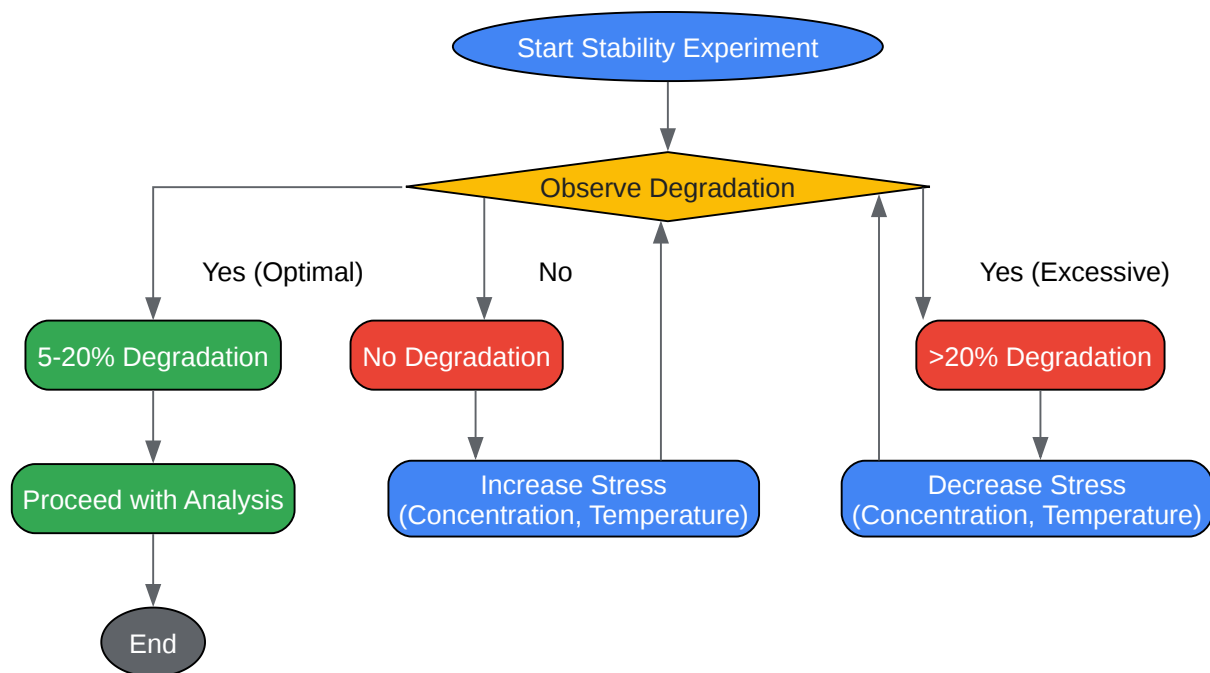 Start Stability Experiment
Observe Degradation
Yes (Optimal)
No
Yes (Excessive)
5-20% Degradation
No Degradation
>20% Degradation
Proceed with Analysis
Increase Stress
(Concentration, Temperature)
Decrease Stress
(Concentration, Temperature)
End